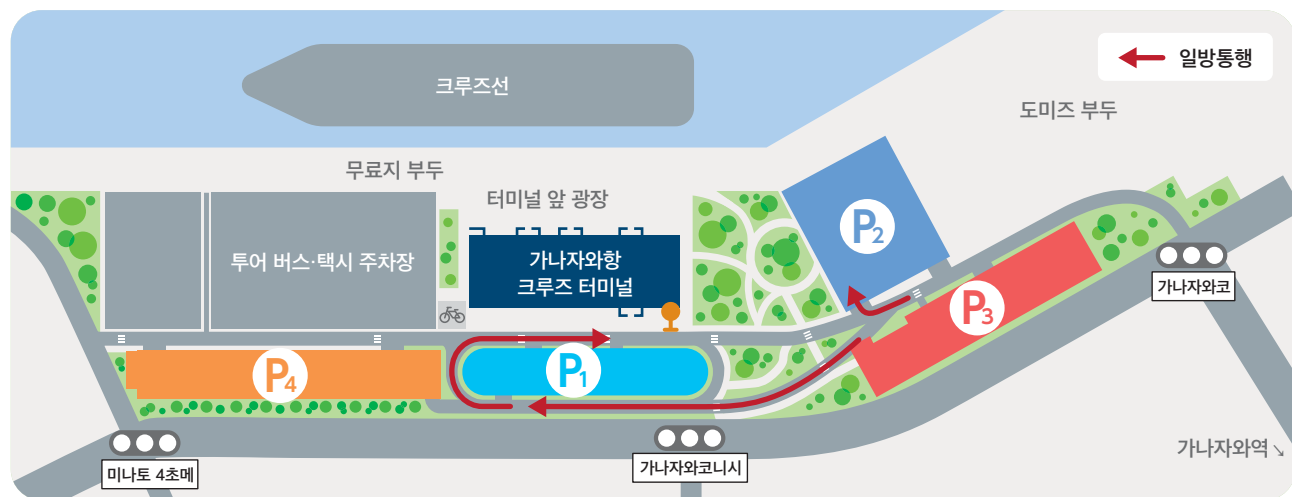 크루즈선
일방통행
도미즈 부두
무료지 부두
터미널 앞 광장
P2
투어 버스·택시 주차장
가나자와항
크루즈 터미널
가나자와코
P3
P4
P1
미나토 4초메
가나자와코니시
가나자와역↘